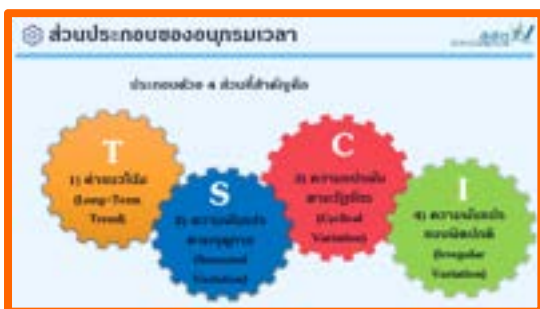 ส่วนประกอบของอนุกรมเวลา
ประกอบด้วย 4 ส่วนที่สำคัญคือ
T
1) ค่าแนวโน้ม
(Long-Term
Trend)
S
2) ความผันแปร
ตามฤดูกาล
(Seasonal
Variation)
C
3) ความแปรผัน
ตามวัฏจักร
(Cyclical
Variation)
I
4) ความผันแปร
แบบผิดปกติ
(Irregular
Variation)